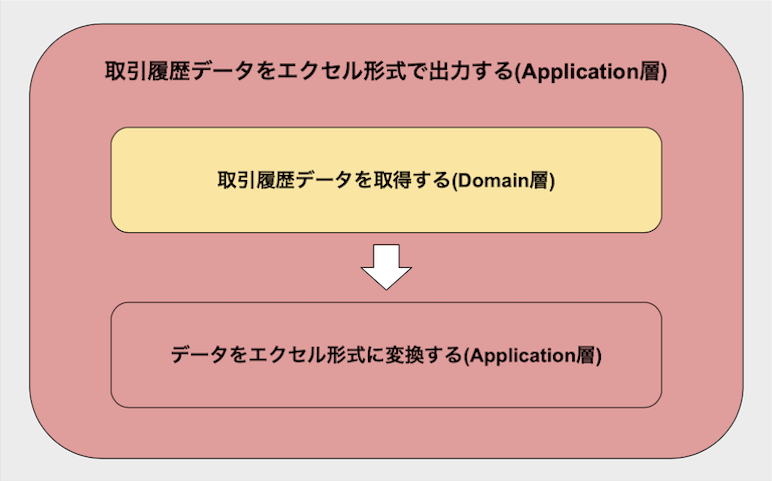 取引履歴データをエクセル形式で出力する(Application層)
取引履歴データを取得する(Domain層)
データをエクセル形式に変換する(Application層)